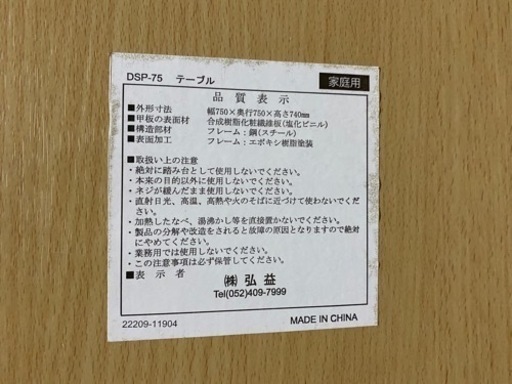 DSP-75 テーブル 家庭用
品質表示
■外形寸法 幅750×奥行750×高さ740mm
■甲板の表面材 合成樹脂化粧繊維板(塩化ビニル)
■構造部材 フレーム：鋼(スチール)
■表面加工 フレーム：エポキシ樹脂塗装
■取扱い上の注意
・絶対に踏み台として使用しないでください。
・本来の目的以外に使用しないでください。
・ネジが緩んだまま使用しないでください。
・直射日光、高温、高熱や火のそばに近づけて使わないでください。
・加熱したなべ、湯沸かし等を直接置かないでください。
・製品の分解や改造をされると故障の原因となりますので絶対
にやめてください。
・業務用では使用しないでください。
・この注意事項は必ず保管してください。
■表示者 ㈱弘益
Tel(052)409-7999
22209-11904 MADE IN CHINA